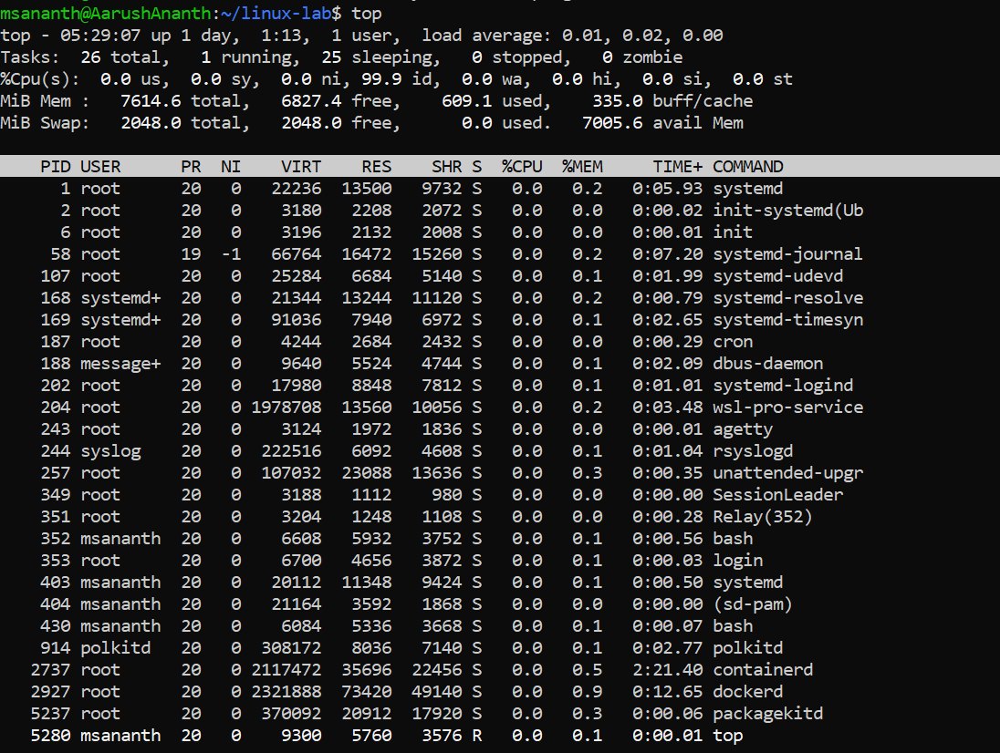 msananth@AarushAnanth:~/linux-lab$ top
top - 05:29:07 up 1 day,  1:13,  1 user,  load average: 0.01, 0.02, 0.00
Tasks:  26 total,   1 running,  25 sleeping,   0 stopped,   0 zombie
%Cpu(s):  0.0 us,  0.0 sy,  0.0 ni, 99.9 id,  0.0 wa,  0.0 hi,  0.0 si,  0.0 st
MiB Mem :   7614.6 total,   6827.4 free,    609.1 used,    335.0 buff/cache
MiB Swap:   2048.0 total,   2048.0 free,      0.0 used.   7005.6 avail Mem
    PID USER      PR  NI    VIRT    RES    SHR S  %CPU  %MEM     TIME+ COMMAND
      1 root      20   0   22236  13500   9732 S   0.0   0.2   0:05.93 systemd
      2 root      20   0    3180   2208   2072 S   0.0   0.0   0:00.02 init-systemd(Ub
      6 root      20   0    3196   2132   2008 S   0.0   0.0   0:00.01 init
     58 root      19  -1   66764  16472  15260 S   0.0   0.2   0:07.20 systemd-journal
    107 root      20   0   25284   6684   5140 S   0.0   0.1   0:01.99 systemd-udevd
    168 systemd+  20   0   21344  13244  11120 S   0.0   0.2   0:00.79 systemd-resolve
    169 systemd+  20   0   91036   7940   6972 S   0.0   0.1   0:02.65 systemd-timesyn
    187 root      20   0    4244   2684   2432 S   0.0   0.0   0:00.29 cron
    188 message+  20   0    9640   5524   4744 S   0.0   0.1   0:02.09 dbus-daemon
    202 root      20   0   17980   8848   7812 S   0.0   0.1   0:01.01 systemd-logind
    204 root      20   0 1978708  13560  10056 S   0.0   0.2   0:03.48 wsl-pro-service
    243 root      20   0    3124   1972   1836 S   0.0   0.0   0:00.01 agetty
    244 syslog    20   0  222516   6092   4608 S   0.0   0.1   0:01.04 rsyslogd
    257 root      20   0  107032  23088  13636 S   0.0   0.3   0:00.35 unattended-upgr
    349 root      20   0    3188   1112    980 S   0.0   0.0   0:00.00 SessionLeader
    351 root      20   0    3204   1248   1108 S   0.0   0.0   0:00.28 Relay(352)
    352 msananth  20   0    6608   5932   3752 S   0.0   0.1   0:00.56 bash
    353 root      20   0    6700   4656   3872 S   0.0   0.1   0:00.03 login
    403 msananth  20   0   20112  11348   9424 S   0.0   0.1   0:00.50 systemd
    404 msananth  20   0   21164   3592   1868 S   0.0   0.0   0:00.00 (sd-pam)
    430 msananth  20   0    6084   5336   3668 S   0.0   0.1   0:00.07 bash
    914 polkitd   20   0  308172   8036   7140 S   0.0   0.1   0:02.77 polkitd
   2737 root      20   0 2117472  35696  22456 S   0.0   0.5   2:21.40 containerd
   2927 root      20   0 2321888  73420  49140 S   0.0   0.9   0:12.65 dockerd
   5237 root      20   0  370092  20912  17920 S   0.0   0.3   0:00.06 packagekitd
   5280 msananth  20   0    9300   5760   3576 R   0.0   0.1   0:00.01 top